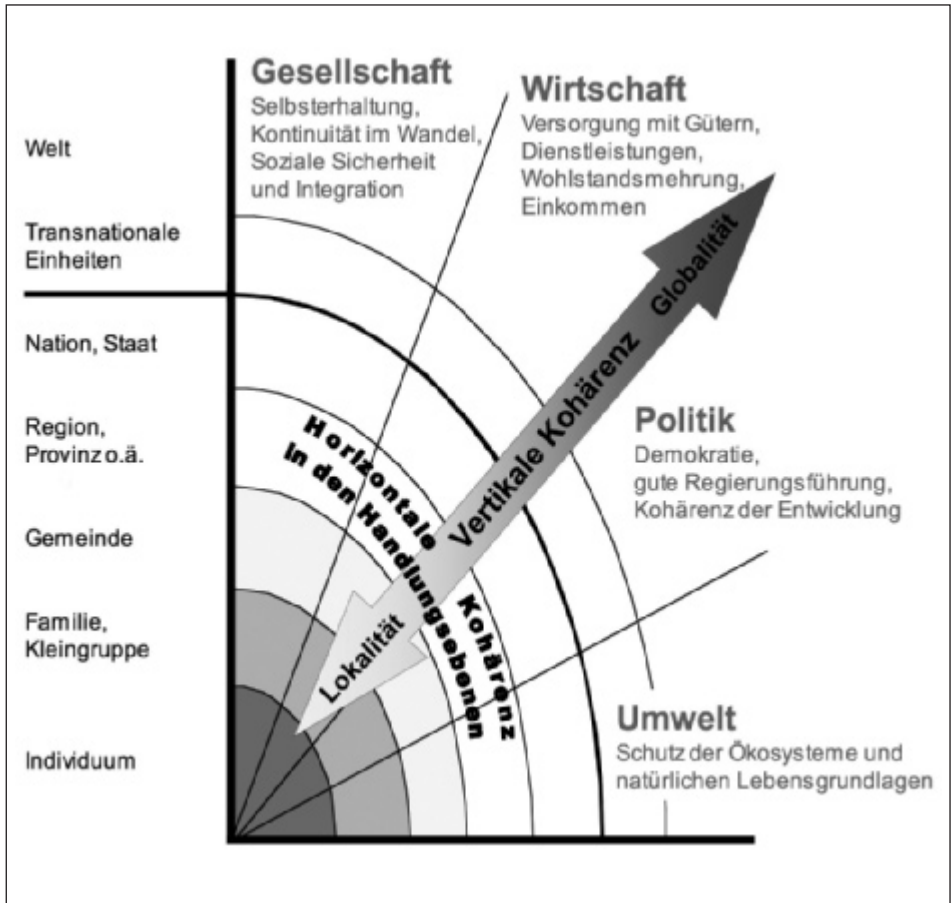 Gesellschaft
Selbsterhaltung,
Kontinuität im Wandel,
Soziale Sicherheit
und Integration
Wirtschaft
Versorgung mit Gütern,
Dienstleistungen,
Wohlstandsmehrung,
Einkommen
Politik
Demokratie,
gute Regierungsführung,
Kohärenz der Entwicklung
Umwelt
Schutz der Ökosysteme und
natürlichen Lebensgrundlagen
Welt
Transnationale
Einheiten
Nation, Staat
Region,
Provinz o.ä.
Gemeinde
Familie,
Kleingruppe
Individuum
Lokalität Vertikale Kohärenz Globalität
Horizontale Kohärenz
in den Handlungsebenen